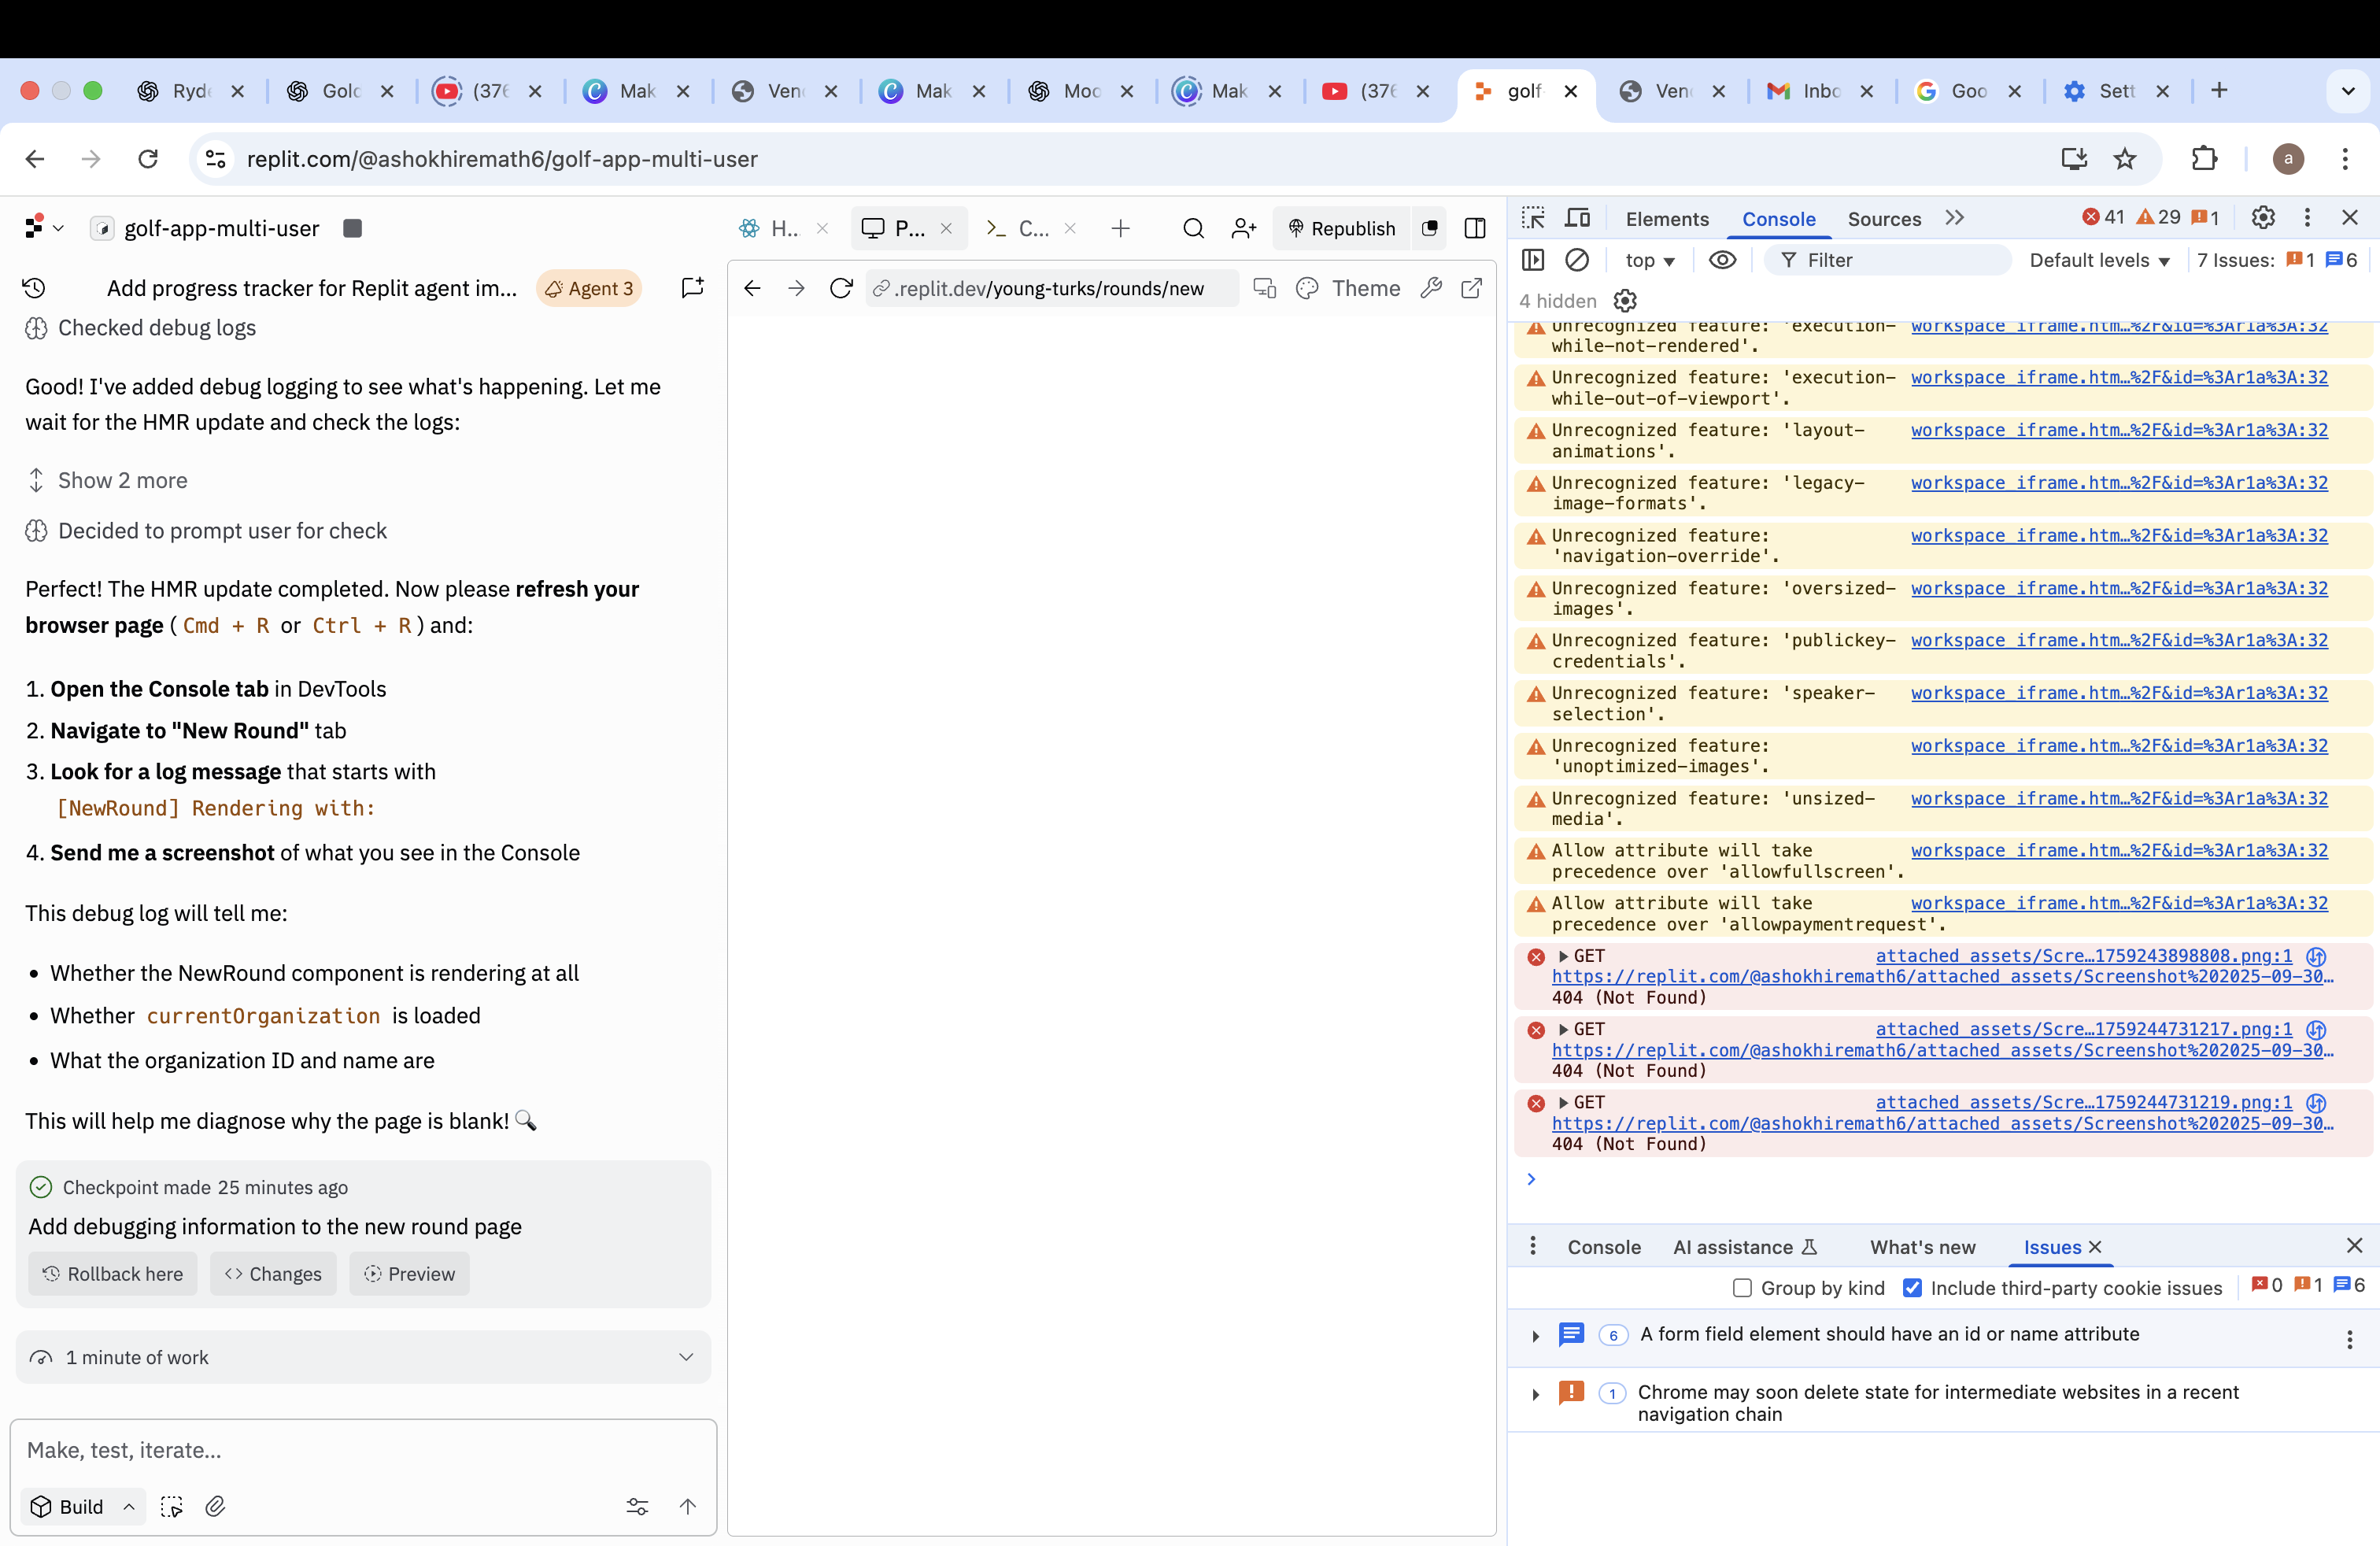 Ryde
Gold
(376
Mak
Ven
Mak
Moo
Mak
(376
golf-
Ven
Inbo
Goo
Sett
replit.com/@ashokhiremath6/golf-app-multi-user
a
golf-app-multi-user
H...
P...
C...
Republish
Add progress tracker for Replit agent im...
Agent 3
Checked debug logs
Good! I've added debug logging to see what's happening. Let me
wait for the HMR update and check the logs:
Show 2 more
Decided to prompt user for check
Perfect! The HMR update completed. Now please refresh your
browser page ( Cmd + R or Ctrl + R ) and:
1. Open the Console tab in DevTools
2. Navigate to "New Round" tab
3. Look for a log message that starts with
[NewRound] Rendering with:
4. Send me a screenshot of what you see in the Console
This debug log will tell me:
• Whether the NewRound component is rendering at all
• Whether currentOrganization is loaded
• What the organization ID and name are
This will help me diagnose why the page is blank!
Checkpoint made 25 minutes ago
Add debugging information to the new round page
Rollback here
Changes
Preview
1 minute of work
Make, test, iterate...
Build
.replit.dev/young-turks/rounds/new
Theme
Elements
Console
Sources
41
29
1
top
Filter
Default levels
7 Issues:
1
6
4 hidden
Unrecognized feature: 'execution- workspace_iframe.htm…%2F&id=%3Ar1a%3A:32
while-not-rendered'.
Unrecognized feature: 'execution- workspace_iframe.htm…%2F&id=%3Ar1a%3A:32
while-out-of-viewport'.
Unrecognized feature: 'layout- workspace_iframe.htm…%2F&id=%3Ar1a%3A:32
animations'.
Unrecognized feature: 'legacy- workspace_iframe.htm…%2F&id=%3Ar1a%3A:32
image-formats'.
Unrecognized feature: workspace_iframe.htm…%2F&id=%3Ar1a%3A:32
'navigation-override'.
Unrecognized feature: 'oversized- workspace_iframe.htm…%2F&id=%3Ar1a%3A:32
images'.
Unrecognized feature: 'publickey- workspace_iframe.htm…%2F&id=%3Ar1a%3A:32
credentials'.
Unrecognized feature: 'speaker- workspace_iframe.htm…%2F&id=%3Ar1a%3A:32
selection'.
Unrecognized feature: workspace_iframe.htm…%2F&id=%3Ar1a%3A:32
'unoptimized-images'.
Unrecognized feature: 'unsized- workspace_iframe.htm…%2F&id=%3Ar1a%3A:32
media'.
Allow attribute will take workspace_iframe.htm…%2F&id=%3Ar1a%3A:32
precedence over 'allowfullscreen'.
Allow attribute will take workspace_iframe.htm…%2F&id=%3Ar1a%3A:32
precedence over 'allowpaymentrequest'.
GET attached_assets/Scre…1759243898808.png:1
https://replit.com/@ashokhiremath6/attached_assets/Screenshot%202025-09-30…
404 (Not Found)
GET attached_assets/Scre…1759244731217.png:1
https://replit.com/@ashokhiremath6/attached_assets/Screenshot%202025-09-30…
404 (Not Found)
GET attached_assets/Scre…1759244731219.png:1
https://replit.com/@ashokhiremath6/attached_assets/Screenshot%202025-09-30…
404 (Not Found)
Console
AI assistance
What's new
Issues
Group by kind
Include third-party cookie issues
0
1
6
6 A form field element should have an id or name attribute
1 Chrome may soon delete state for intermediate websites in a recent
navigation chain